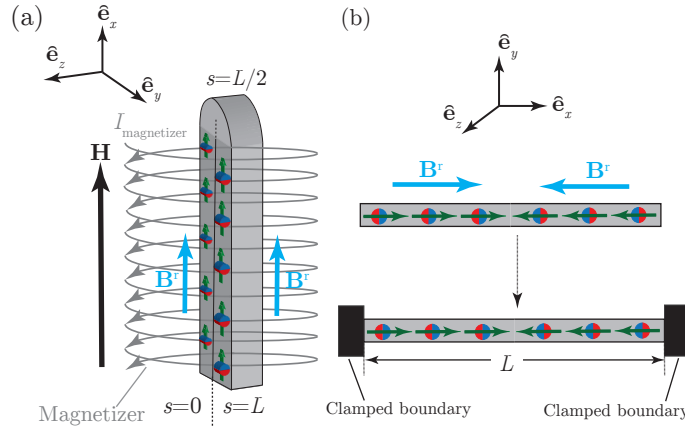 (a)
ê_x
ê_z
ê_y
s=L/2
I_magnetizer
H
B^r
B^r
s=0
s=L
Magnetizer
(b)
ê_y
ê_z
ê_x
B^r
B^r
L
Clamped boundary
Clamped boundary